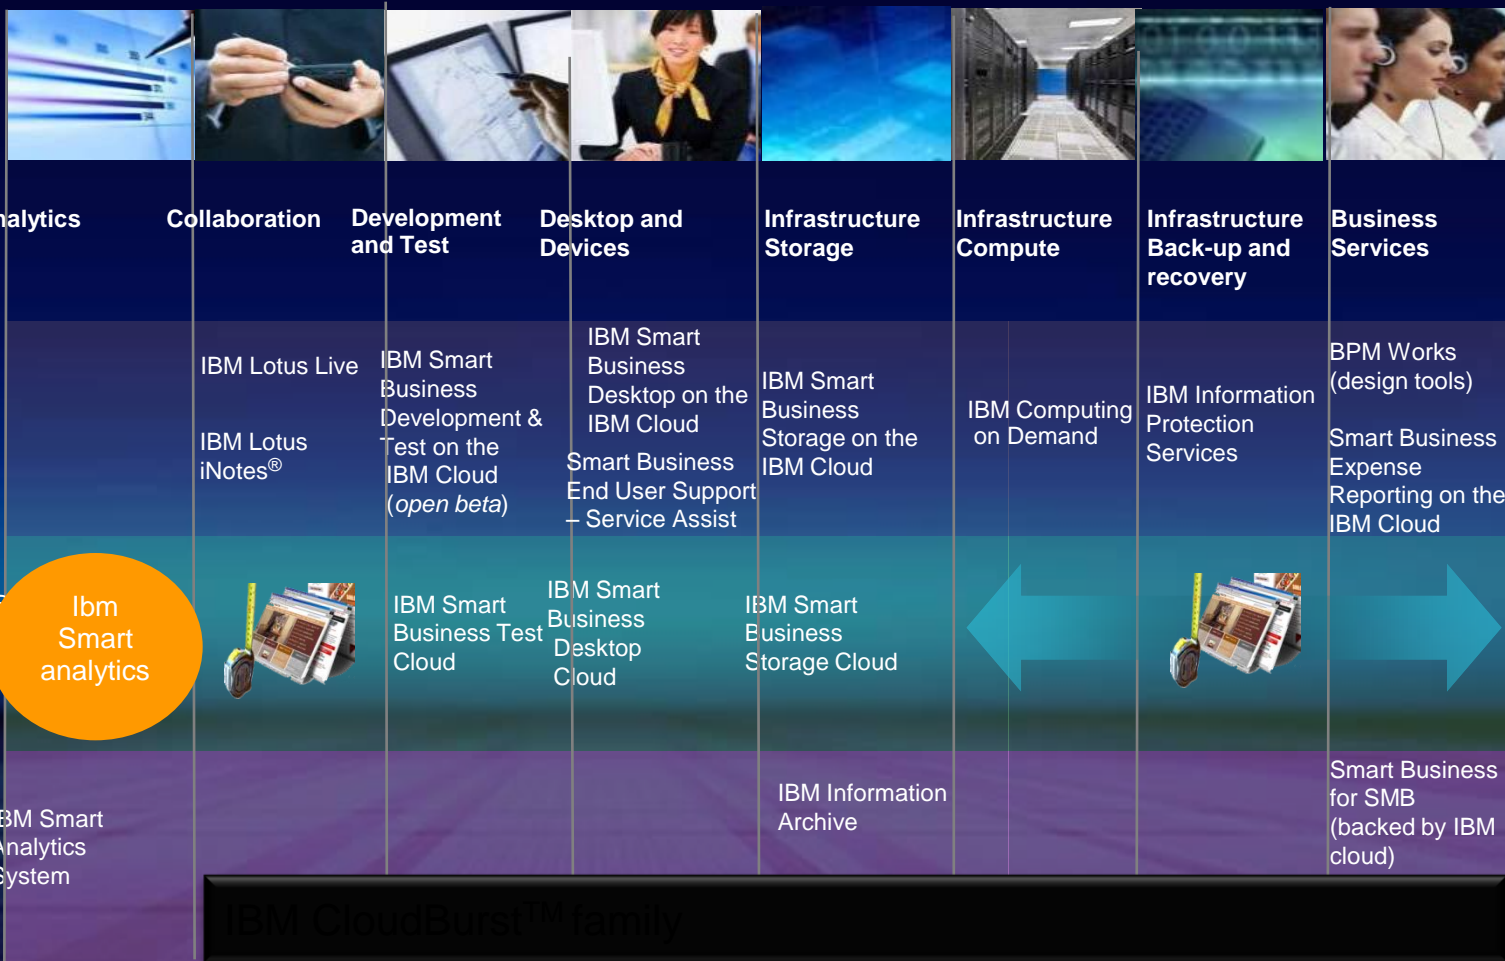 nalytics
Collaboration
Development
and Test
Desktop and
Devices
Infrastructure
Storage
Infrastructure
Compute
Infrastructure
Back-up and
recovery
Business
Services
IBM Lotus Live
IBM Lotus
iNotes®
IBM Smart
Business
Development &
Test on the
IBM Cloud
(open beta)
IBM Smart
Business
Desktop on the
IBM Cloud
Smart Business
End User Support
– Service Assist
IBM Smart
Business
Storage on the
IBM Cloud
IBM Computing
on Demand
IBM Information
Protection
Services
BPM Works
(design tools)
Smart Business
Expense
Reporting on the
IBM Cloud
Ibm
Smart
analytics
IBM Smart
Business Test
Cloud
IBM Smart
Business
Desktop
Cloud
IBM Smart
Business
Storage Cloud
BM Smart
Analytics
System
IBM Information
Archive
Smart Business
for SMB
(backed by IBM
cloud)
IBM CloudBurst™ family